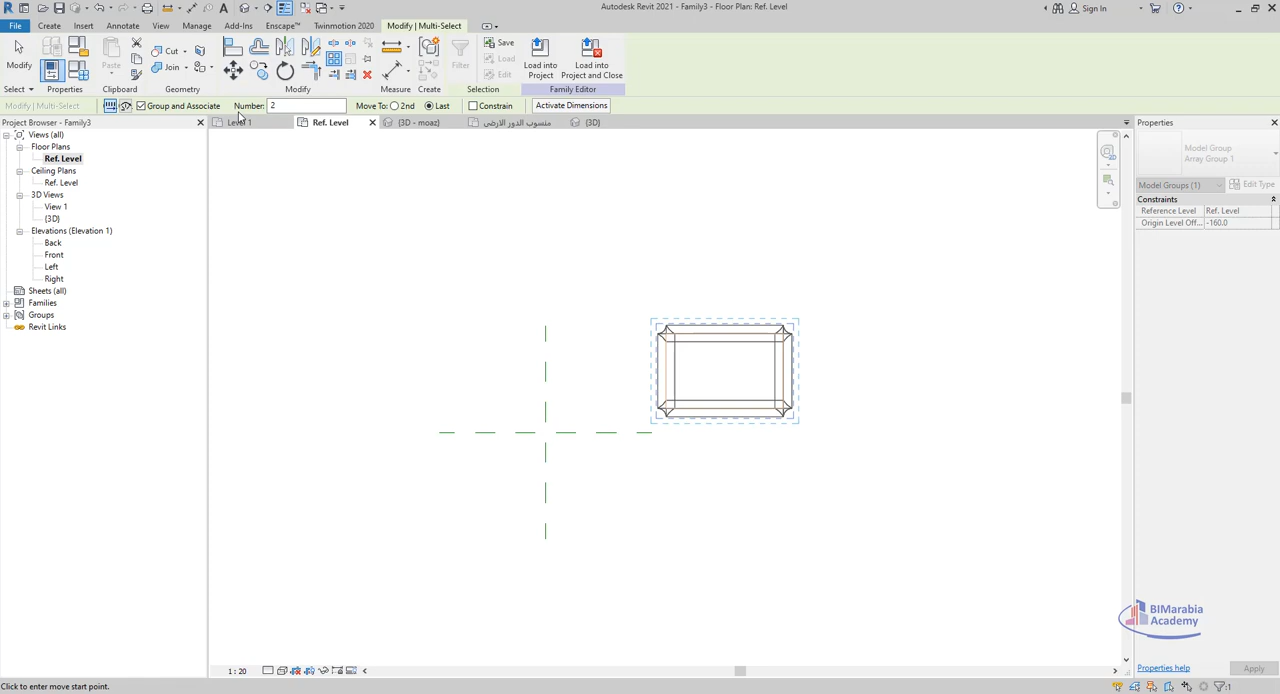 Autodesk Revit 2021 - Family3 - Floor Plan: Ref. Level
Sign In
File Create Insert Annotate View Manage Add-Ins Enscape™ Twinmotion 2020 Modify | Multi-Select
Modify Paste Cut Join Filter Save Load Edit Load into Project Load into Project and Close
Select Properties Clipboard Geometry Modify Measure Create Selection Family Editor
Modify | Multi-Select Group and Associate Number: 2 Move To: 2nd Last Constrain Activate Dimensions
Project Browser - Family3
Level 1 Ref. Level {3D - moaz} منسوب الدور الارضي {3D}
Properties
Views (all)
Floor Plans
Ref. Level
Ceiling Plans
Ref. Level
3D Views
View 1
{3D}
Elevations (Elevation 1)
Back
Front
Left
Right
Sheets (all)
Families
Groups
Revit Links
Model Group
Array Group 1
Model Groups (1) Edit Type
Constraints
Reference Level Ref. Level
Origin Level Off... -160.0
BIMarabia
Academy
Properties help Apply
1 : 20
Click to enter move start point.
:1